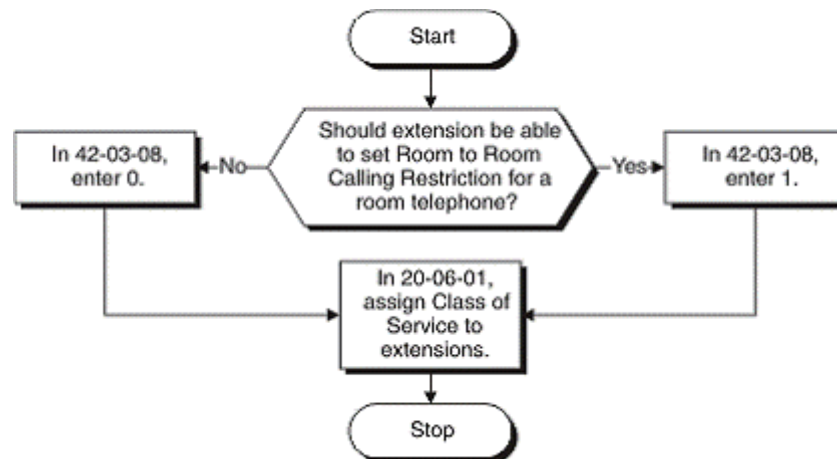 Start
Should extension be able
to set Room to Room
Calling Restriction for a
room telephone?
No
Yes
In 42-03-08,
enter 0.
In 42-03-08,
enter 1.
In 20-06-01,
assign Class of
Service to
extensions.
Stop